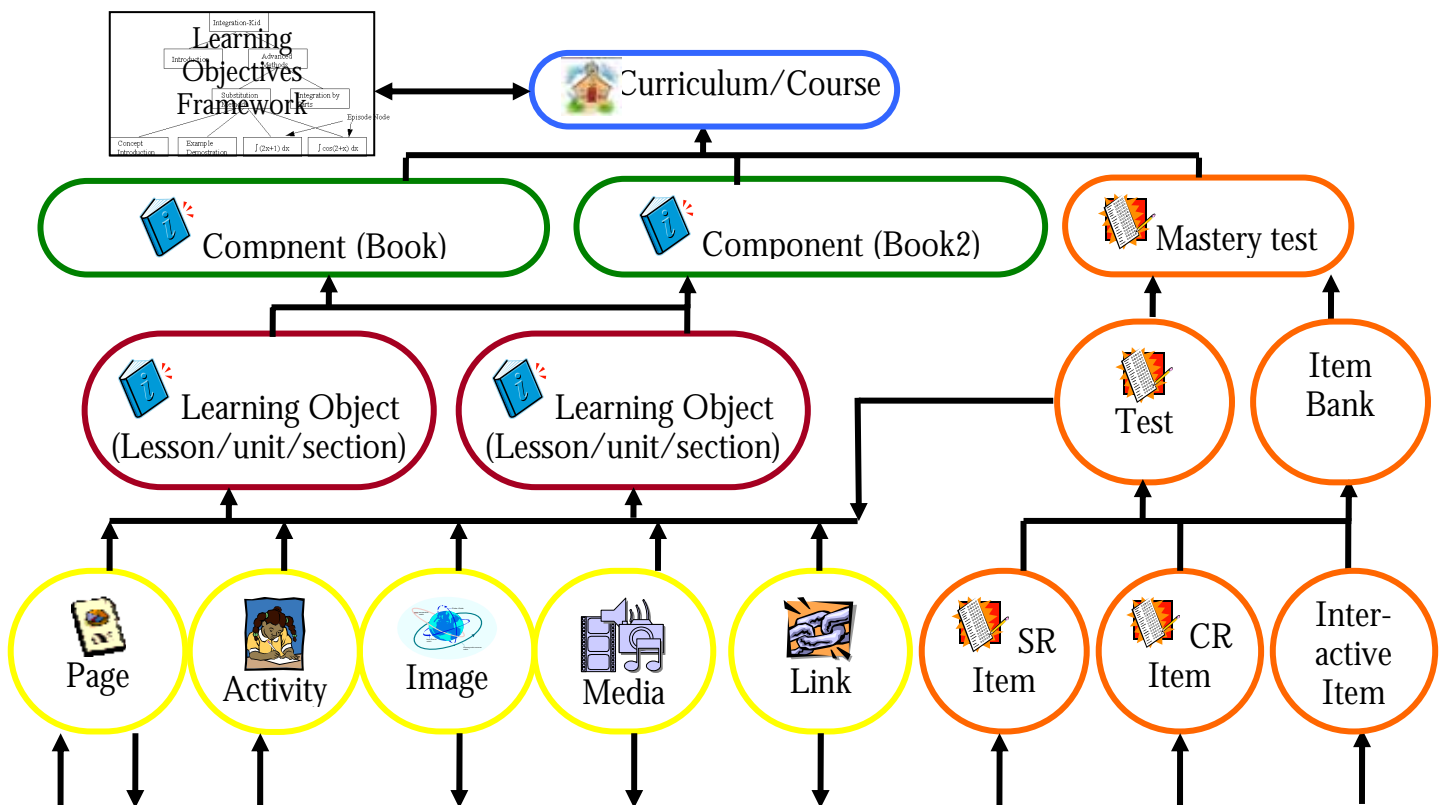 Integration-Kid
Learning
Introduction
Advanced
Methods
Objectives
Framework
Substitution
Integration by
Parts
Episode Node
Concept
Introduction
Example
Demostration
∫(2x+1) dx
∫cos(2+x) dx
Curriculum/Course
Compnent (Book)
Component (Book2)
Mastery test
Learning Object
(Lesson/unit/section)
Learning Object
(Lesson/unit/section)
Test
Item
Bank
Page
Activity
Image
Media
Link
SR
Item
CR
Item
Inter-
active
Item